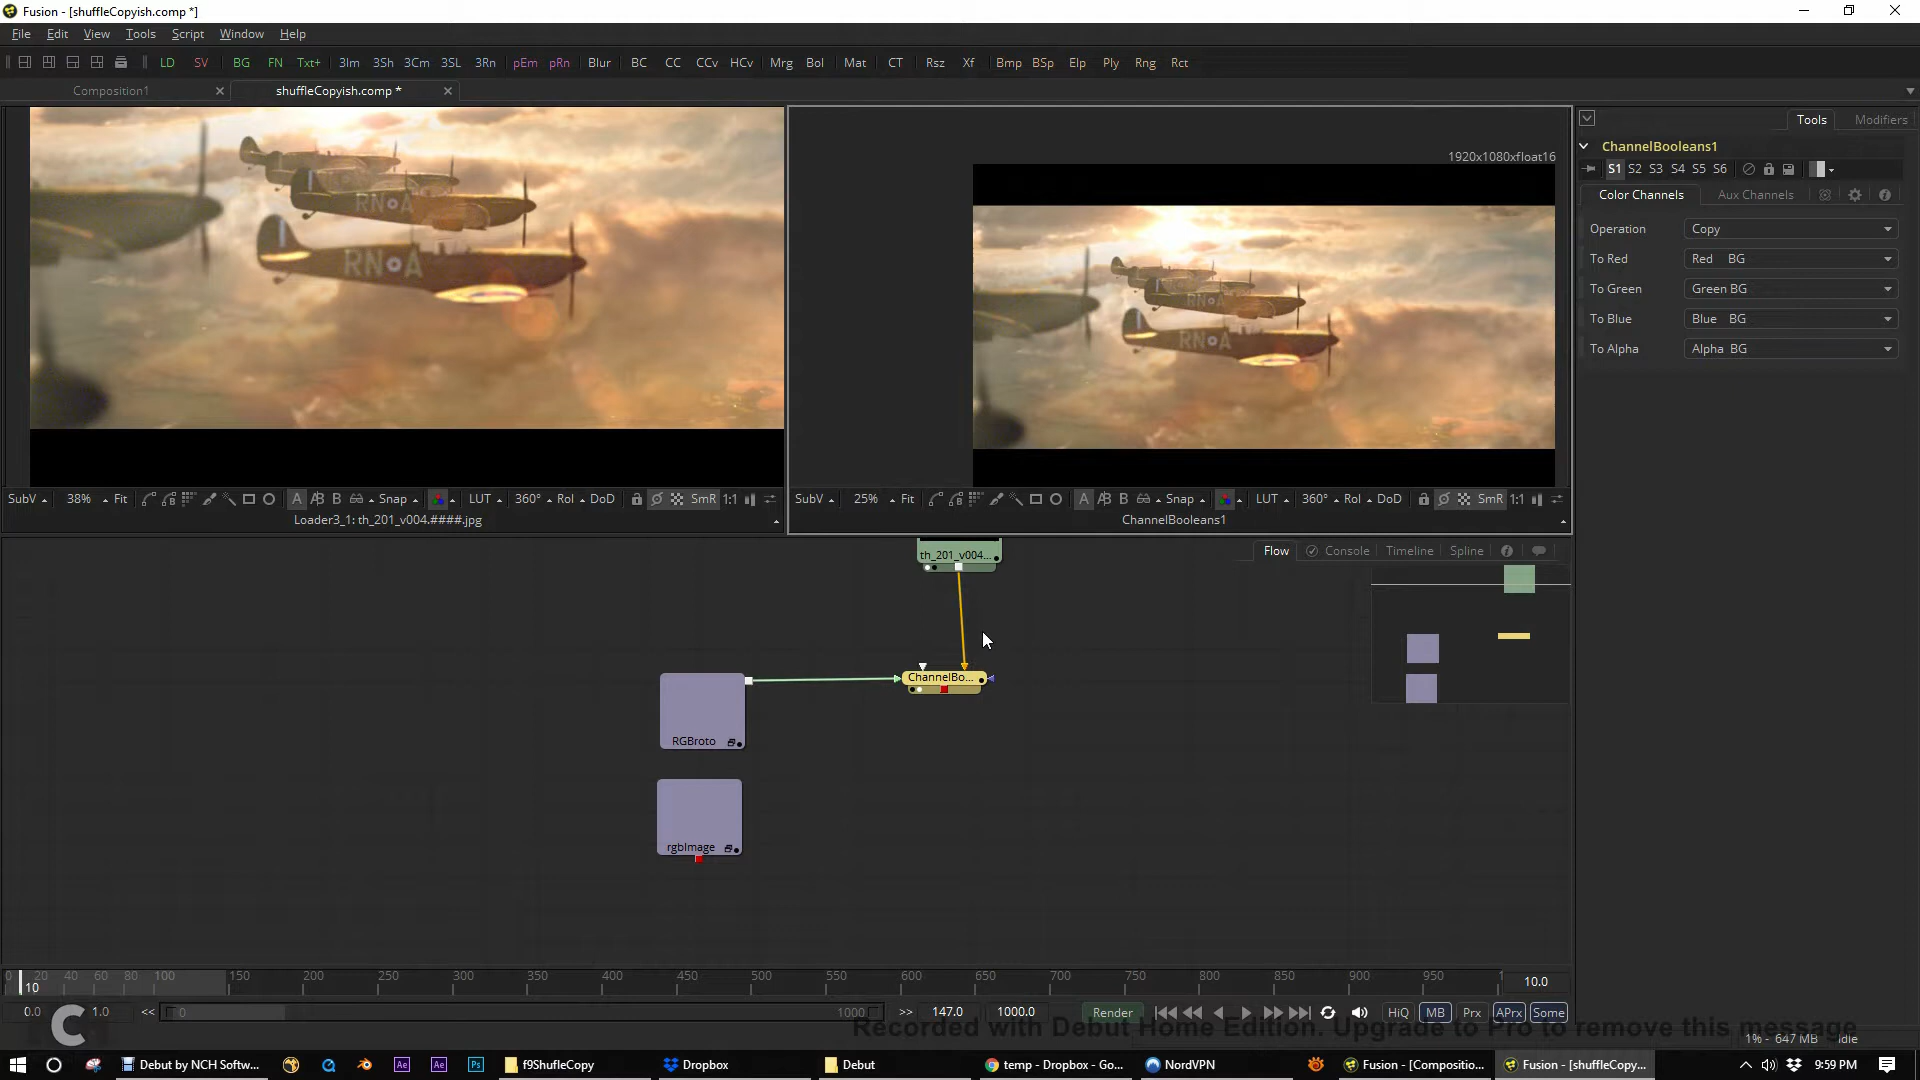 Fusion - [shuffleCopyish.comp *]
File Edit View Tools Script Window Help
LD SV BG FN Txt+ 3Im 3Sh 3Cm 3SL 3Rn pEm pRn Blur BC CC CCv HCv Mrg Bol Mat CT Rsz Xf Bmp BSp Elp Ply Rng Rct
Composition1 shuffleCopyish.comp *
Tools Modifiers
1920x1080xfloat16
ChannelBooleans1
S1 S2 S3 S4 S5 S6
Color Channels Aux Channels
Operation Copy
To Red Red BG
To Green Green BG
To Blue Blue BG
To Alpha Alpha BG
RN A
RN A
RN A
RN A
SubV 38% Fit A B Snap LUT 360° RoI DoD SmR 1:1
SubV 25% Fit A B Snap LUT 360° RoI DoD SmR 1:1
Loader3_1: th_201_v004.####.jpg
ChannelBooleans1
Flow Console Timeline Spline
th_201_v004...
ChannelBo...
RGBroto
rgbImage
0 20 40 60 80 100 150 200 250 300 350 400 450 500 550 600 650 700 750 800 850 900 950
10
10.0
0.0 1.0 << 0 1000 >> 147.0 1000.0 Render HiQ MB Prx APrx Some
Recorded with Debut Home Edition. Upgrade to Pro to remove this message
1% - 647 MB Idle
Debut by NCH Softw... Ae Ae Ps f9ShufleCopy Dropbox Debut temp - Dropbox - Go... NordVPN Fusion - [Compositio... Fusion - [shuffleCopy... 9:59 PM